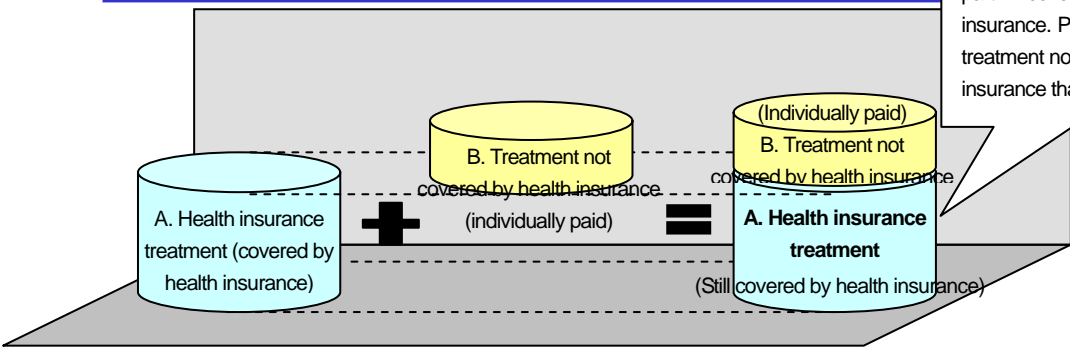 insurance. P
treatment no
insurance tha
A. Health insurance
treatment (covered by
health insurance)
B. Treatment not
covered by health insurance
(individually paid)
(Individually paid)
B. Treatment not
covered by health insurance
A. Health insurance
treatment
(Still covered by health insurance)